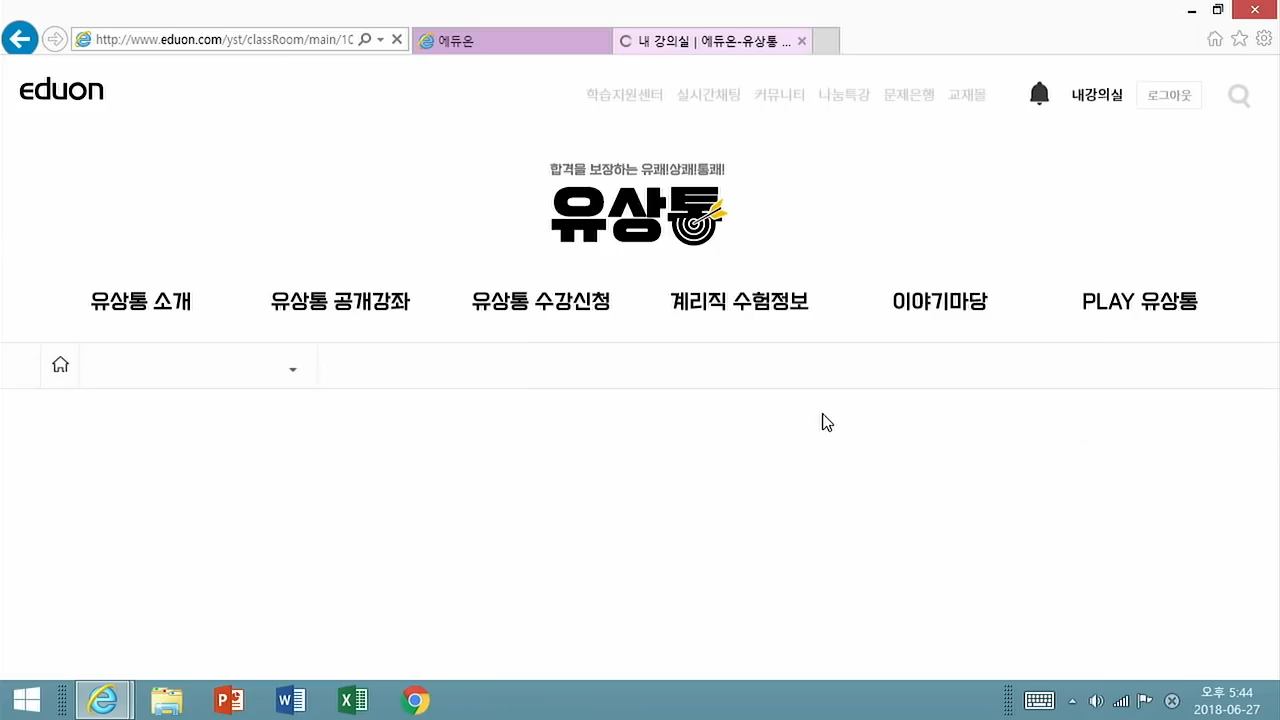 http://www.eduon.com/yst/classRoom/main/1
에듀온
내 강의실 | 에듀온-유상통 ...
eduon
학습지원센터 실시간채팅 커뮤니티 나눔특강 문제은행 교재몰
내강의실
로그아웃
합격을 보장하는 유쾌!상쾌!통쾌!
유상통
유상통 소개
유상통 공개강좌
유상통 수강신청
계리직 수험정보
이야기마당
PLAY 유상통
오후 5:44
2018-06-27